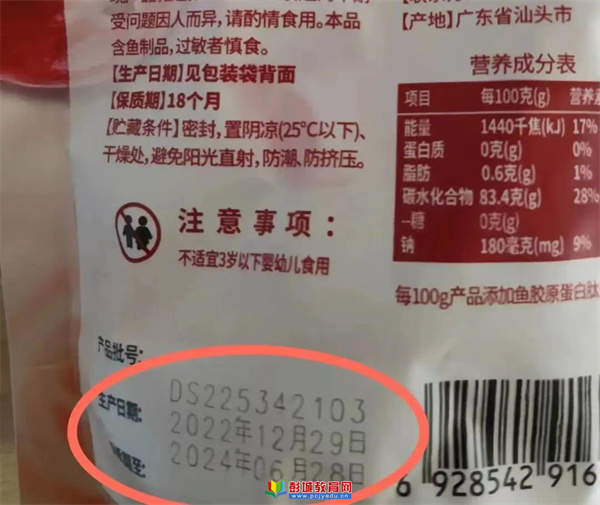 受问题因人而异,请酌情食用。本品
含鱼制品,过敏者慎食。
【生产日期】见包装袋背面
【保质期】18个月
【贮藏条件】密封,置阴凉(25℃以下)、
干燥处,避免阳光直射,防潮、防挤压。
注意事项:
不适宜3岁以下婴幼儿食用
【产地】广东省汕头市
营养成分表
项目 每100克(g) 营养
能量 1440千焦(kJ) 17%
蛋白质 0克(g) 0%
脂肪 0.6克(g) 1%
碳水化合物 83.4克(g) 28%
--糖 0克(g)
钠 180毫克(mg) 9%
每100g产品添加鱼胶原蛋白肽
产品批号:
DS225342103
生产日期:
2022年12月29日
2024年06月28日
6 928542 916
彭城教育网
www.pcjyedu.com